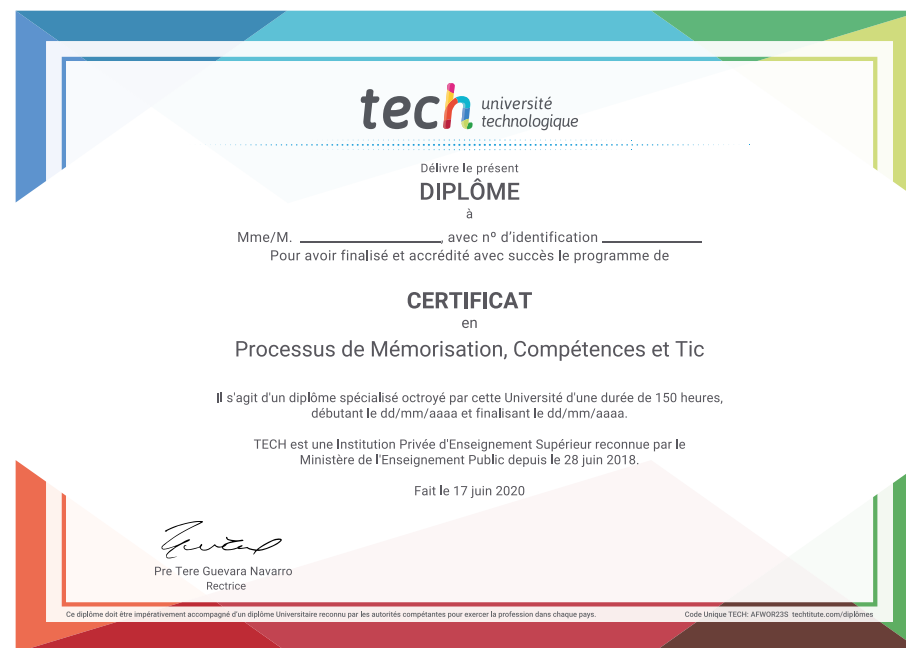 tech université
technologique
Délivre le présent
DIPLÔME
à
Mme/M. ____________________, avec nº d'identification ______________
Pour avoir finalisé et accrédité avec succès le programme de
CERTIFICAT
en
Processus de Mémorisation, Compétences et Tic
Il s'agit d'un diplôme spécialisé octroyé par cette Université d'une durée de 150 heures,
débutant le dd/mm/aaaa et finalisant le dd/mm/aaaa.
TECH est une Institution Privée d'Enseignement Supérieur reconnue par le
Ministère de l'Enseignement Public depuis le 28 juin 2018.
Fait le 17 juin 2020
Pre Tere Guevara Navarro
Rectrice
Ce diplôme doit être impérativement accompagné d'un diplôme Universitaire reconnu par les autorités compétantes pour exercer la profession dans chaque pays.
Code Unique TECH: AFWOR23S techtitute.com/diplômes